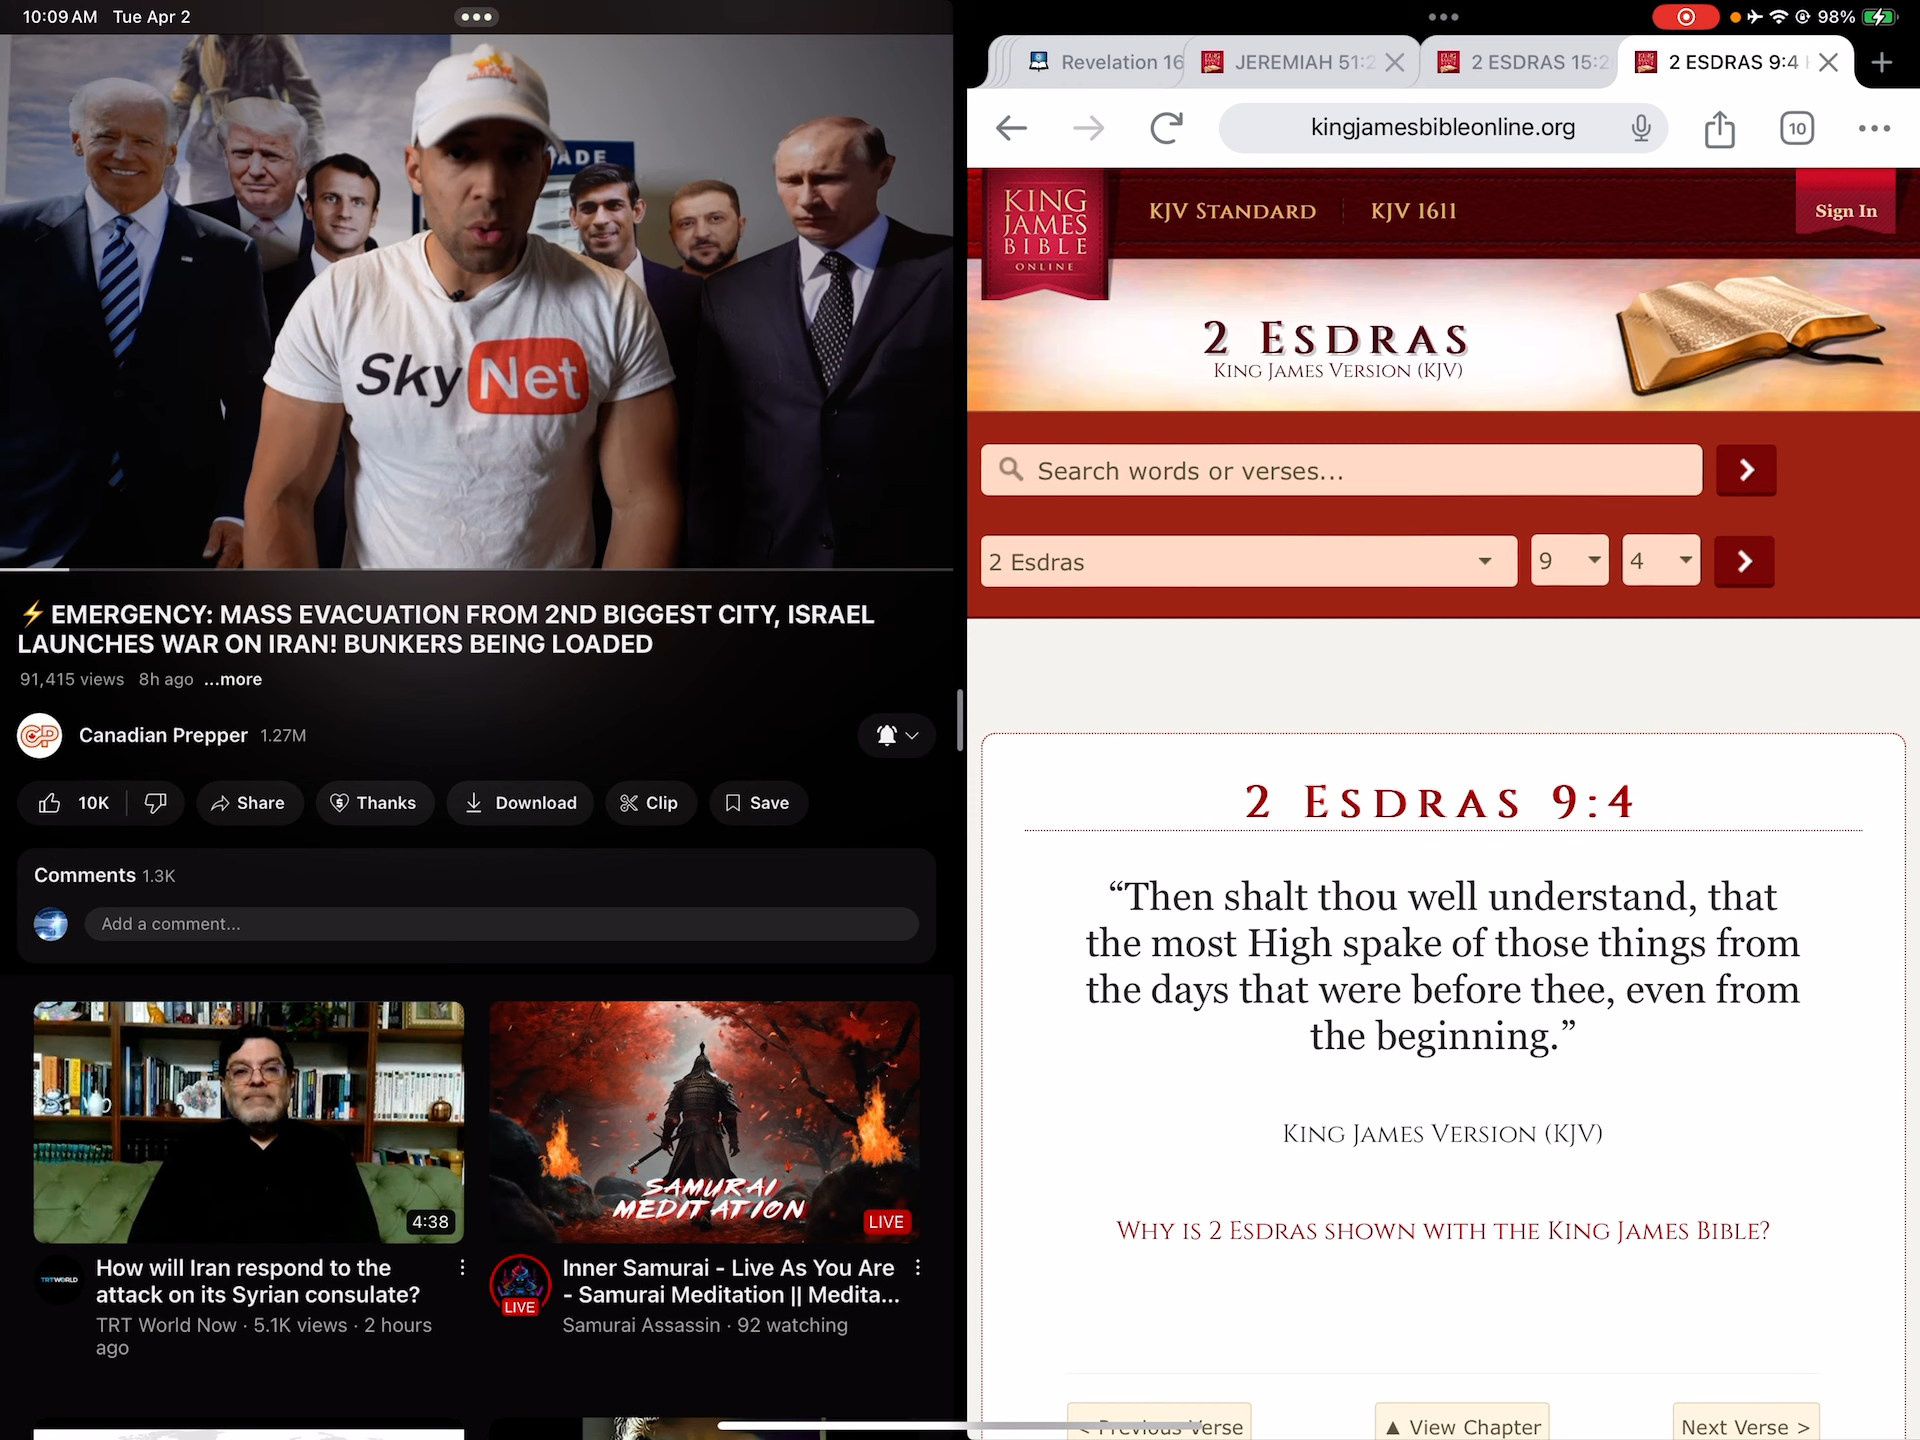 10:09 AM Tue Apr 2
ADE
SkyNet
⚡ EMERGENCY: MASS EVACUATION FROM 2ND BIGGEST CITY, ISRAEL
LAUNCHES WAR ON IRAN! BUNKERS BEING LOADED
91,415 views 8h ago ...more
CP
Canadian Prepper 1.27M
10K
Share
Thanks
Download
Clip
Save
Comments 1.3K
Add a comment...
4:38
TRT WORLD
How will Iran respond to the
attack on its Syrian consulate?
TRT World Now · 5.1K views · 2 hours
ago
SAMURAI
MEDITATION
LIVE
LIVE
Inner Samurai - Live As You Are
- Samurai Meditation || Medita...
Samurai Assassin · 92 watching
98%
Revelation 16
JEREMIAH 51:2
2 ESDRAS 15:2
2 ESDRAS 9:4
kingjamesbibleonline.org
10
KING
JAMES
BIBLE
ONLINE
KJV STANDARD
KJV 1611
Sign In
2 ESDRAS
KING JAMES VERSION (KJV)
Search words or verses...
2 Esdras
9
4
2 ESDRAS 9:4
“Then shalt thou well understand, that
the most High spake of those things from
the days that were before thee, even from
the beginning.”
KING JAMES VERSION (KJV)
WHY IS 2 ESDRAS SHOWN WITH THE KING JAMES BIBLE?
< Previous Verse
▲ View Chapter
Next Verse >